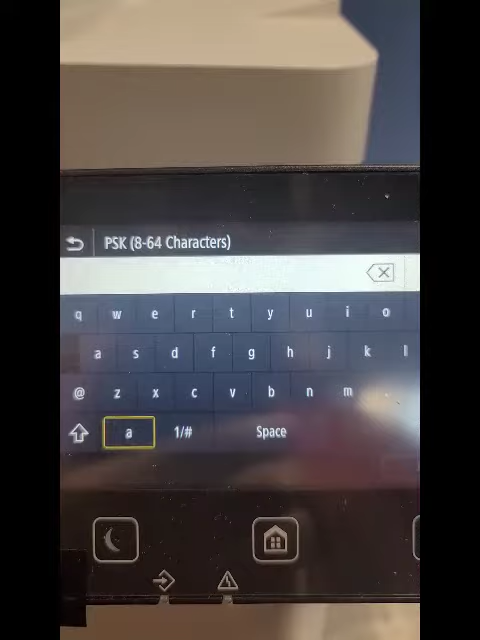 PSK (8-64 Characters)
q w e r t y u i o
a s d f g h j k l
@ z x c v b n m .
a 1/# Space